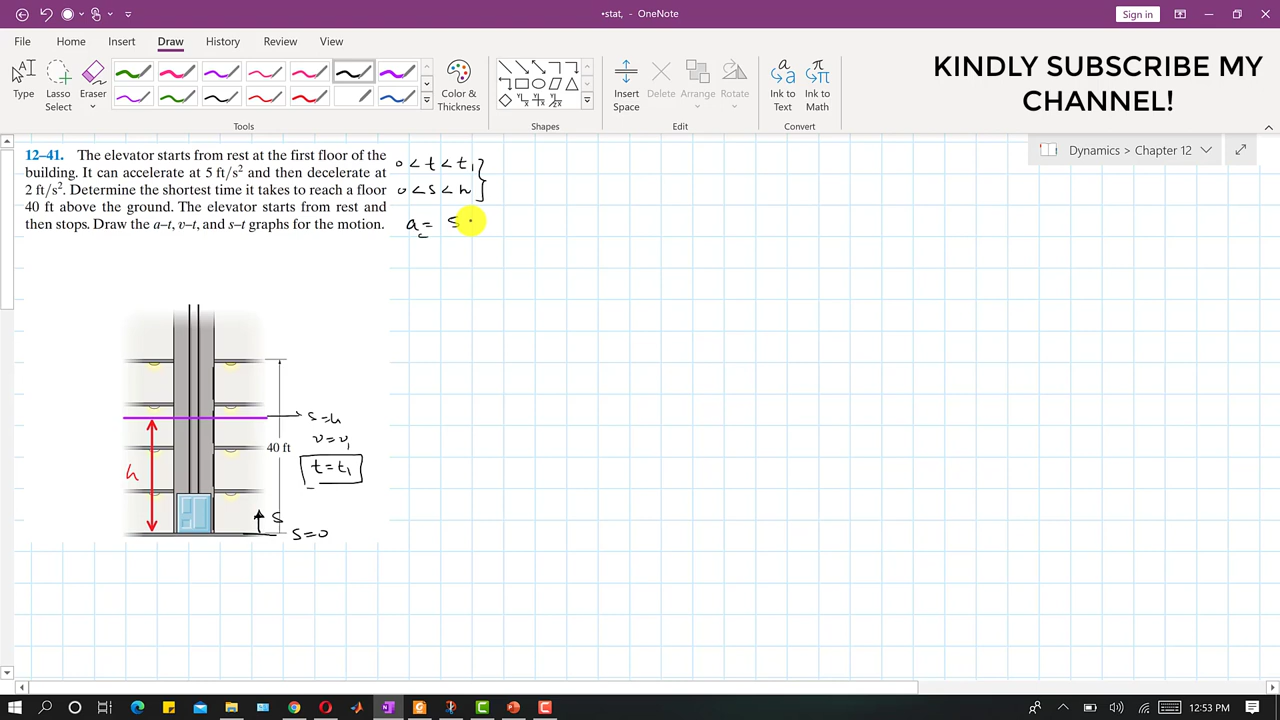 •stat, - OneNote
Sign in
File Home Insert Draw History Review View
Type
Lasso Select
Eraser
Color & Thickness
Insert Space
Delete
Arrange
Rotate
Ink to Text
Ink to Math
Tools
Shapes
Edit
Convert
KINDLY SUBSCRIBE MY CHANNEL!
Dynamics > Chapter 12
12–41. The elevator starts from rest at the first floor of the
building. It can accelerate at 5 ft/s² and then decelerate at
2 ft/s². Determine the shortest time it takes to reach a floor
40 ft above the ground. The elevator starts from rest and
then stops. Draw the a–t, v–t, and s–t graphs for the motion.
0 < t < t₁
0 < s < h
a = 5
s = h
v = v₁
40 ft
t = t₁
h
s
s = 0
12:53 PM